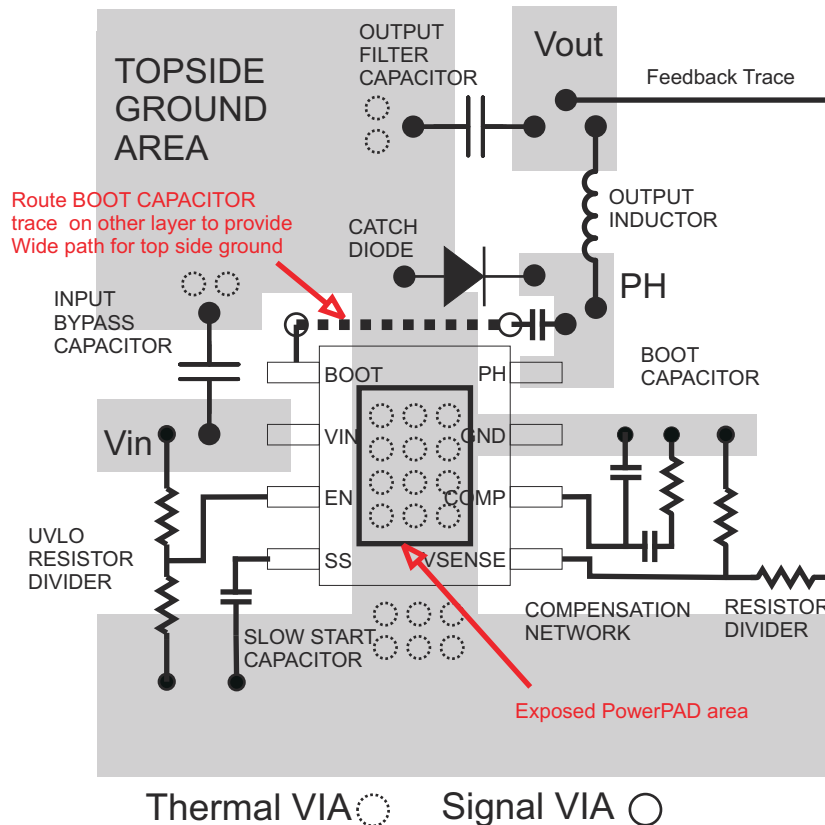 OUTPUT
FILTER
CAPACITOR
Vout
Feedback Trace
TOPSIDE
GROUND
AREA
Route BOOT CAPACITOR
trace on other layer to provide
Wide path for top side ground
CATCH
DIODE
OUTPUT
INDUCTOR
PH
INPUT
BYPASS
CAPACITOR
BOOT
CAPACITOR
BOOT
PH
Vin
VIN
GND
EN
COMP
UVLO
RESISTOR
DIVIDER
SS
VSENSE
SLOW START
CAPACITOR
COMPENSATION
NETWORK
RESISTOR
DIVIDER
Exposed PowerPAD area
Thermal VIA
Signal VIA